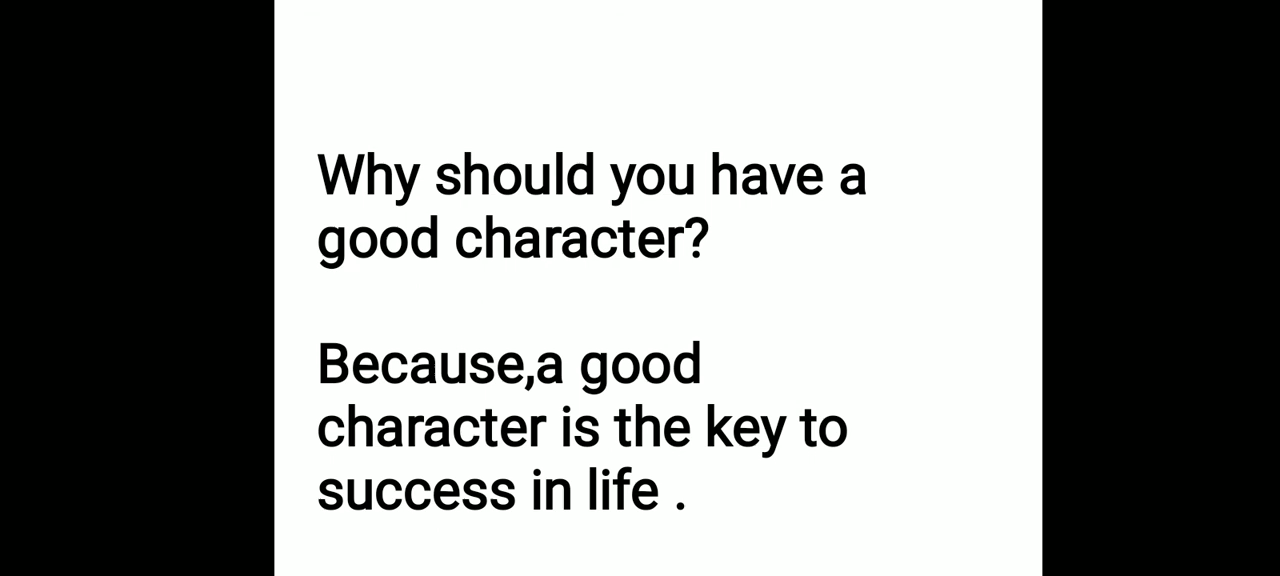 Why should you have a
good character?
Because,a good
character is the key to
success in life .